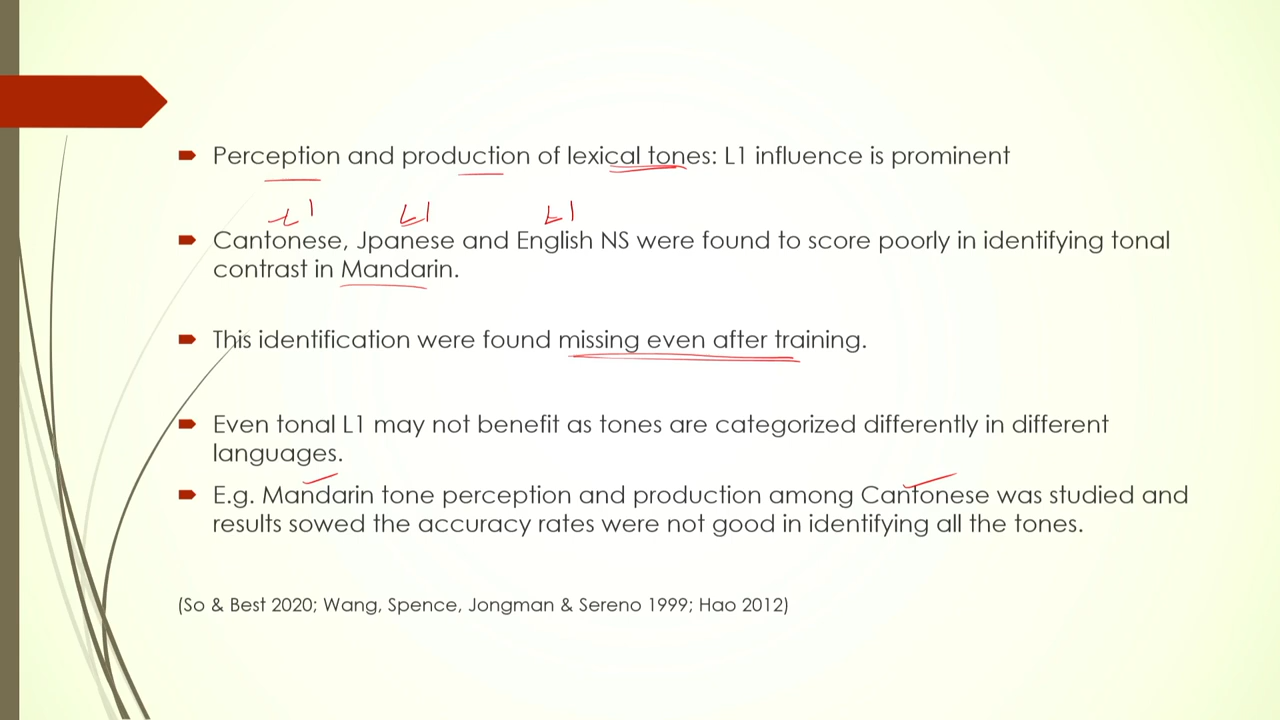 Perception and production of lexical tones: L1 influence is prominent
L1 L1 L1
Cantonese, Jpanese and English NS were found to score poorly in identifying tonal
contrast in Mandarin.
This identification were found missing even after training.
Even tonal L1 may not benefit as tones are categorized differently in different
languages.
E.g. Mandarin tone perception and production among Cantonese was studied and
results sowed the accuracy rates were not good in identifying all the tones.
(So & Best 2020; Wang, Spence, Jongman & Sereno 1999; Hao 2012)